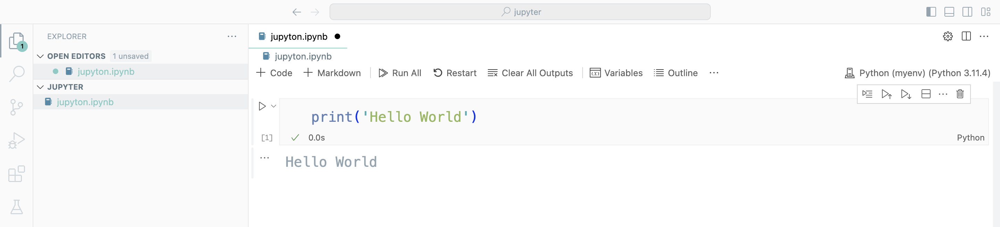 jupyter
1
EXPLORER
OPEN EDITORS 1 unsaved
jupyton.ipynb
JUPYTER
jupyton.ipynb
jupyton.ipynb
jupyton.ipynb
Code Markdown Run All Restart Clear All Outputs (x) Variables Outline Python (myenv) (Python 3.11.4)
print('Hello World')
[1] 0.0s Python
Hello World